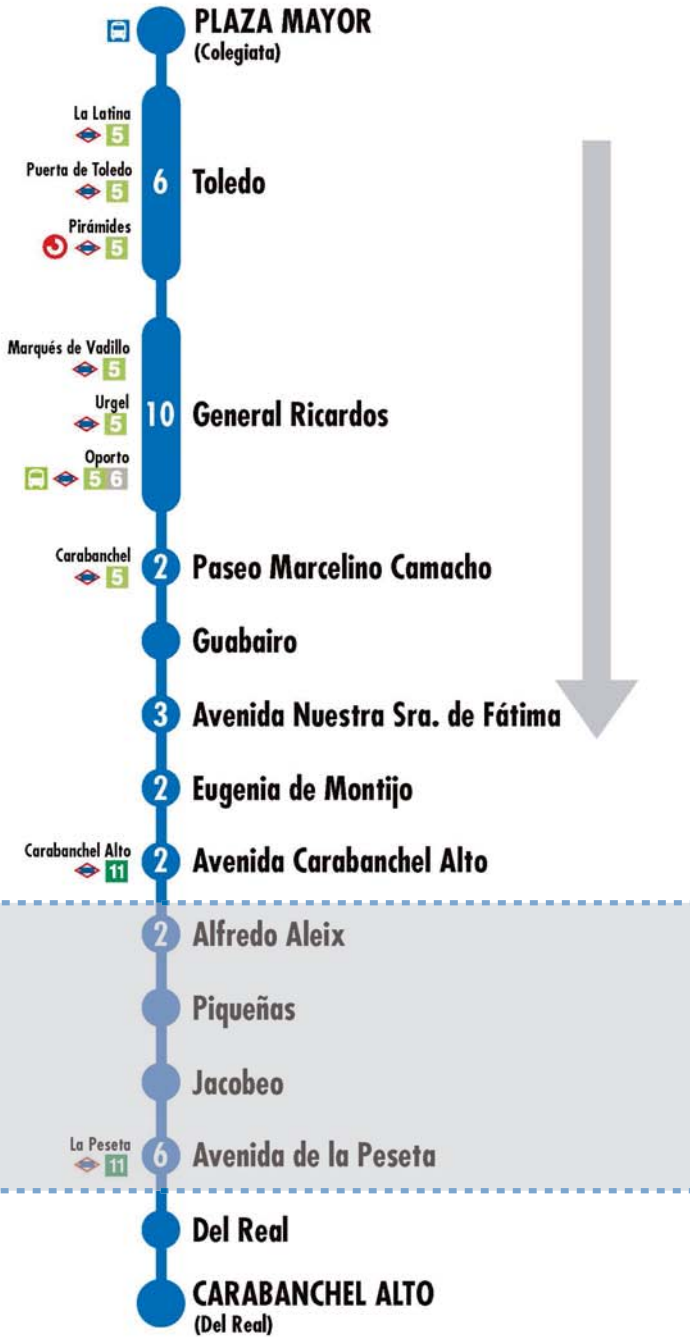 PLAZA MAYOR
(Colegiata)
La Latina
5
Puerta de Toledo
5
Pirámides
5
6 Toledo
Marqués de Vadillo
5
Urgel
5
Oporto
5 6
10 General Ricardos
Carabanchel
5
2 Paseo Marcelino Camacho
Guabairo
3 Avenida Nuestra Sra. de Fátima
2 Eugenia de Montijo
Carabanchel Alto
11
2 Avenida Carabanchel Alto
2 Alfredo Aleix
Piqueñas
Jacobeo
La Peseta
11
6 Avenida de la Peseta
Del Real
CARABANCHEL ALTO
(Del Real)